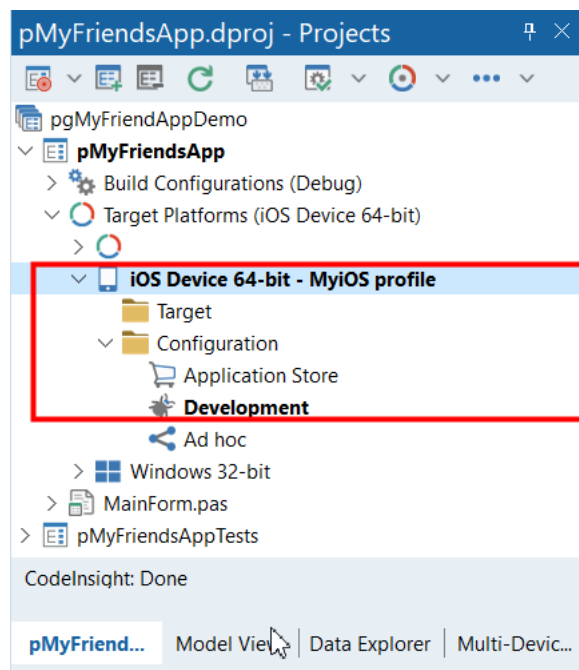 pMyFriendsApp.dproj - Projects
pgMyFriendAppDemo
pMyFriendsApp
Build Configurations (Debug)
Target Platforms (iOS Device 64-bit)
iOS Device 64-bit - MyiOS profile
Target
Configuration
Application Store
Development
Ad hoc
Windows 32-bit
MainForm.pas
pMyFriendsAppTests
CodeInsight: Done
pMyFriend... Model View Data Explorer Multi-Devic...